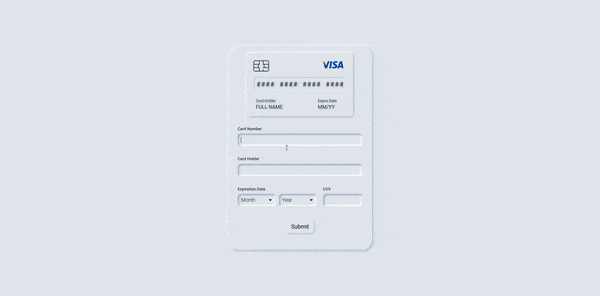 VISA
#### #### #### ####
Card Holder Expire Date
FULL NAME MM/YY
Card Number
Card Holder
Expiration Date CVV
Month Year
Submit